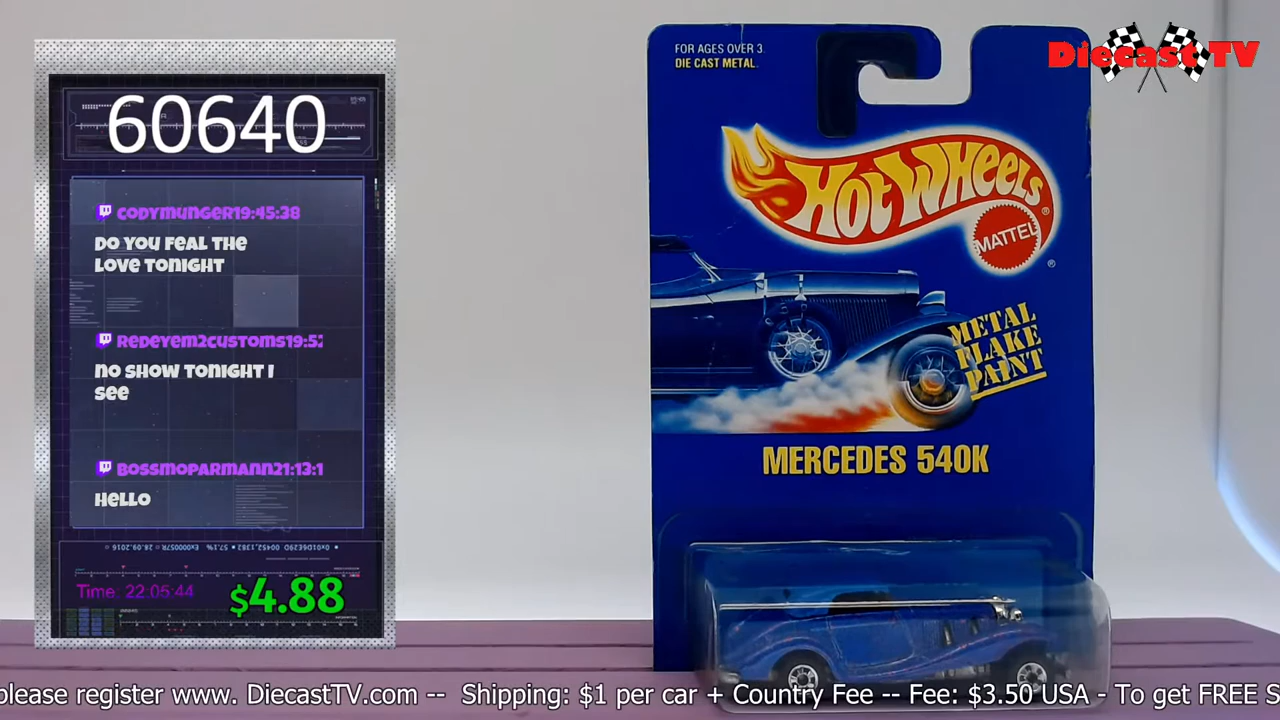 60640
codymunger19:45:38
Do you feal the
love tonight
Redeyem2customs19:5
no show tonight I
see
Bossmoparmann21:13:1
Hello
Time: 22:05:44
$4.88
FOR AGES OVER 3.
DIE CAST METAL.
Diecast TV
HOT WHEELS
®
MATTEL
®
METAL
FLAKE
PAINT
MERCEDES 540K
please register www. DiecastTV.com -- Shipping: $1 per car + Country Fee -- Fee: $3.50 USA - To get FREE S